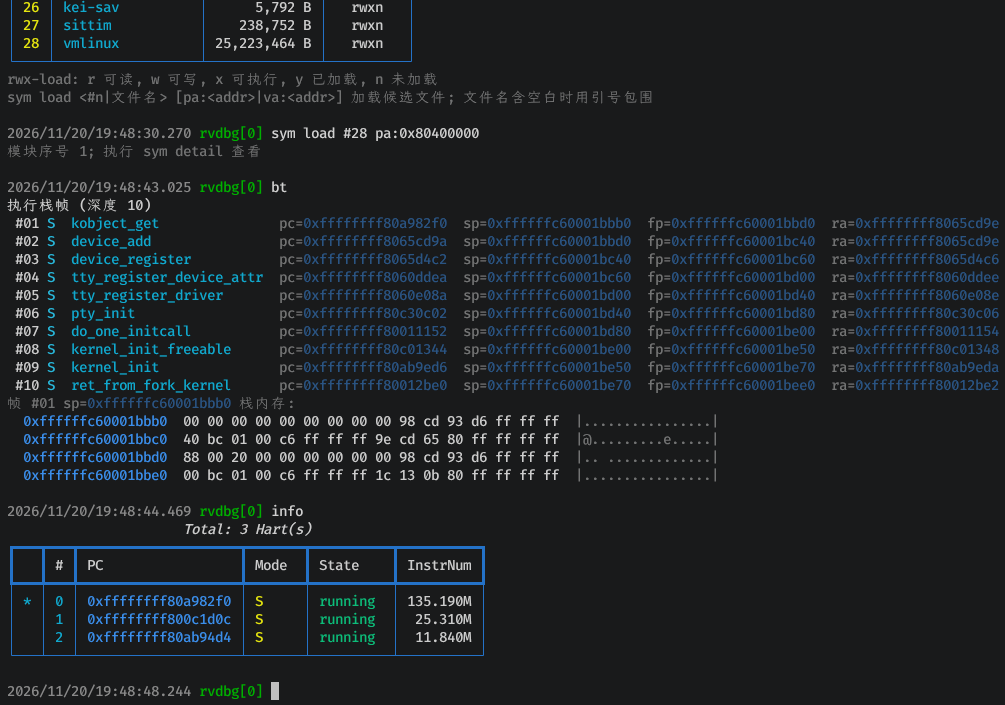 26 kei-sav 5,792 B rwxn
27 sittim 238,752 B rwxn
28 vmlinux 25,223,464 B rwxn
rwx-load: r 可读, w 可写, x 可执行, y 已加载, n 未加载
sym load <#n|文件名> [pa:<addr>|va:<addr>] 加载候选文件; 文件名含空白时用引号包围
2026/11/20/19:48:30.270 rvdbg[0] sym load #28 pa:0x80400000
模块序号 1; 执行 sym detail 查看
2026/11/20/19:48:43.025 rvdbg[0] bt
执行栈帧 (深度 10)
#01 S kobject_get pc=0xffffffff80a982f0 sp=0xffffffc60001bbb0 fp=0xffffffc60001bbd0 ra=0xffffffff8065cd9e
#02 S device_add pc=0xffffffff8065cd9a sp=0xffffffc60001bbd0 fp=0xffffffc60001bc40 ra=0xffffffff8065cd9e
#03 S device_register pc=0xffffffff8065d4c2 sp=0xffffffc60001bc40 fp=0xffffffc60001bc60 ra=0xffffffff8065d4c6
#04 S tty_register_device_attr pc=0xffffffff8060ddea sp=0xffffffc60001bc60 fp=0xffffffc60001bd00 ra=0xffffffff8060ddee
#05 S tty_register_driver pc=0xffffffff8060e08a sp=0xffffffc60001bd00 fp=0xffffffc60001bd40 ra=0xffffffff8060e08e
#06 S pty_init pc=0xffffffff80c30c02 sp=0xffffffc60001bd40 fp=0xffffffc60001bd80 ra=0xffffffff80c30c06
#07 S do_one_initcall pc=0xffffffff80011152 sp=0xffffffc60001bd80 fp=0xffffffc60001be00 ra=0xffffffff80011154
#08 S kernel_init_freeable pc=0xffffffff80c01344 sp=0xffffffc60001be00 fp=0xffffffc60001be50 ra=0xffffffff80c01348
#09 S kernel_init pc=0xffffffff80ab9ed6 sp=0xffffffc60001be50 fp=0xffffffc60001be70 ra=0xffffffff80ab9eda
#10 S ret_from_fork_kernel pc=0xffffffff80012be0 sp=0xffffffc60001be70 fp=0xffffffc60001bee0 ra=0xffffffff80012be2
帧 #01 sp=0xffffffc60001bbb0 栈内存:
0xffffffc60001bbb0 00 00 00 00 00 00 00 00 98 cd 93 d6 ff ff ff |................|
0xffffffc60001bbc0 40 bc 01 00 c6 ff ff ff 9e cd 65 80 ff ff ff ff |@.........e.....|
0xffffffc60001bbd0 88 00 20 00 00 00 00 00 98 cd 93 d6 ff ff ff |.. .............|
0xffffffc60001bbe0 00 bc 01 00 c6 ff ff ff 1c 13 0b 80 ff ff ff ff |................|
2026/11/20/19:48:44.469 rvdbg[0] info
Total: 3 Hart(s)
# PC Mode State InstrNum
* 0 0xffffffff80a982f0 S running 135.190M
1 0xffffffff800c1d0c S running 25.310M
2 0xffffffff80ab94d4 S running 11.840M
2026/11/20/19:48:48.244 rvdbg[0]